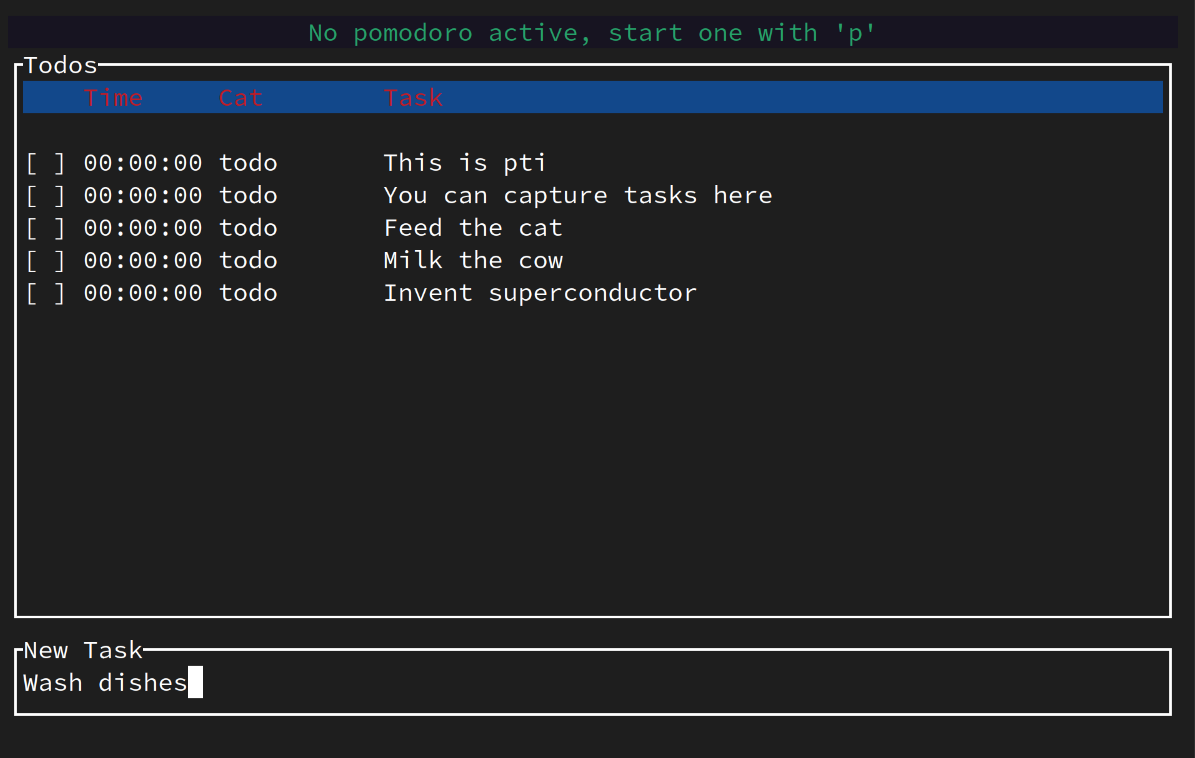 No pomodoro active, start one with 'p'
Todos
Time Cat Task
[ ] 00:00:00 todo This is pti
[ ] 00:00:00 todo You can capture tasks here
[ ] 00:00:00 todo Feed the cat
[ ] 00:00:00 todo Milk the cow
[ ] 00:00:00 todo Invent superconductor
New Task
Wash dishes